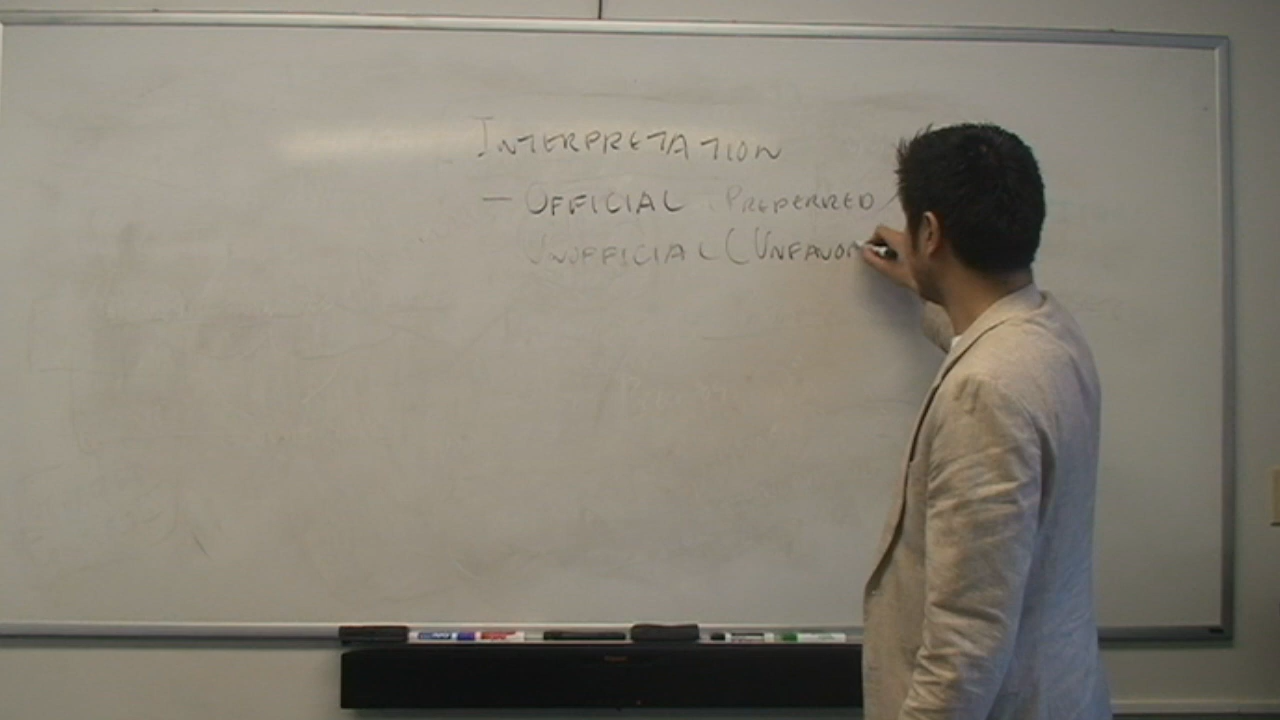 INTERPRETATION
— OFFICIAL (PREFERRED)
UNOFFICIAL (UNFAVOR